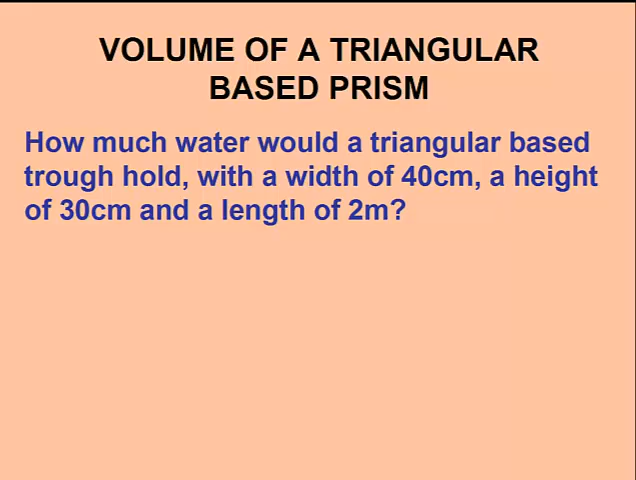 VOLUME OF A TRIANGULAR
BASED PRISM
How much water would a triangular based
trough hold, with a width of 40cm, a height
of 30cm and a length of 2m?